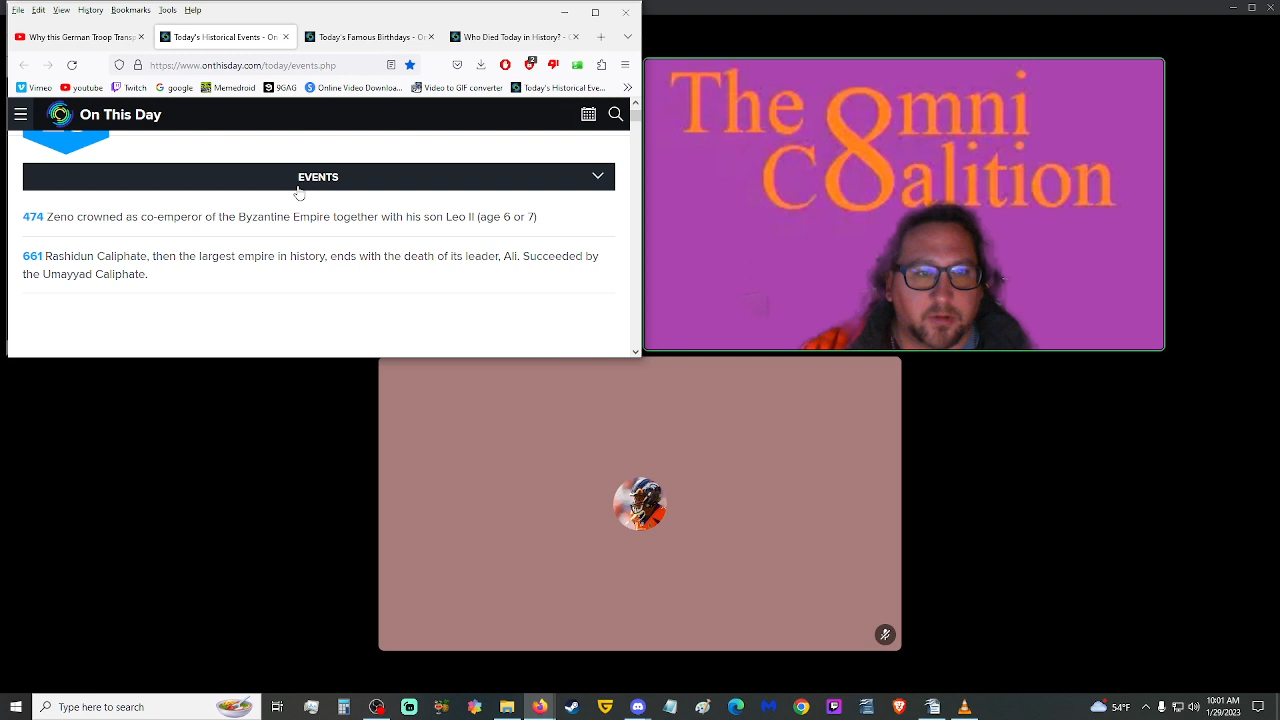 File Edit View History Bookmarks Tools Help
Why this German Troop Transp
Today's Historical Events - On
Today's Famous Birthdays - On
Who Died Today in History? - O
https://www.onthisday.com/today/events.php
2
Vimeo youtube Twitch google Memedroid 9GAG Online Video Downloa... Video to GIF converter Today's Historical Eve...
On This Day
EVENTS
474 Zeno crowned as co-emperor of the Byzantine Empire together with his son Leo II (age 6 or 7)
661 Rashidun Caliphate, then the largest empire in history, ends with the death of its leader, Ali. Succeeded by
the Umayyad Caliphate.
The 8mni
C8alition
Type here to search
54°F
10:01 AM
1/29/2023